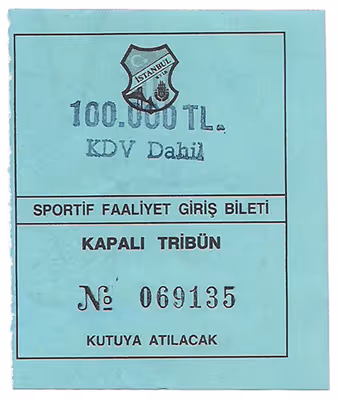 İSTANBUL
100.000 TL.
KDV Dahil
SPORTİF FAALİYET GİRİŞ BİLETİ
KAPALI TRİBÜN
№ 069135
KUTUYA ATILACAK